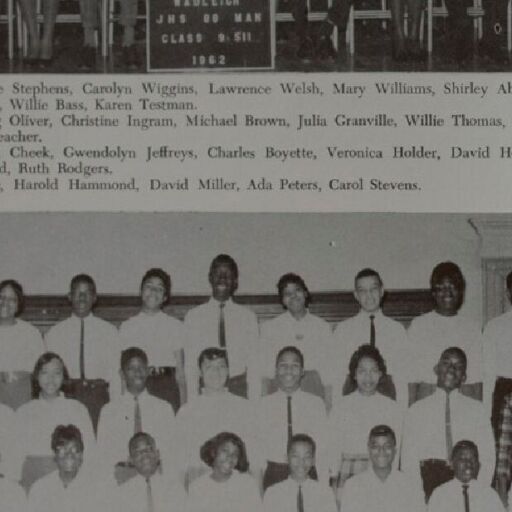 WADLEIGH
JHS 88 MAN
CLASS 9-511
1962
Stephens, Carolyn Wiggins, Lawrence Welsh, Mary Williams, Shirley
, Willie Bass, Karen Testman.
Oliver, Christine Ingram, Michael Brown, Julia Granville, Willie Thomas,
eacher.
Cheek, Gwendolyn Jeffreys, Charles Boyette, Veronica Holder, David
d, Ruth Rodgers.
, Harold Hammond, David Miller, Ada Peters, Carol Stevens.